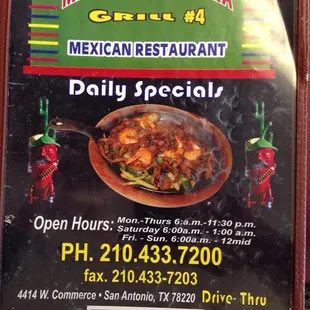 GRILL #4
MEXICAN RESTAURANT
Daily Specials
Open Hours: Mon.-Thurs 6:a.m.-11:30 p.m.
Saturday 6:00a.m. - 1:00 a.m.
Fri. - Sun. 6:00a.m. - 12mid
PH. 210.433.7200
fax. 210-433-7203
4414 W. Commerce • San Antonio, TX 78220 Drive-Thru